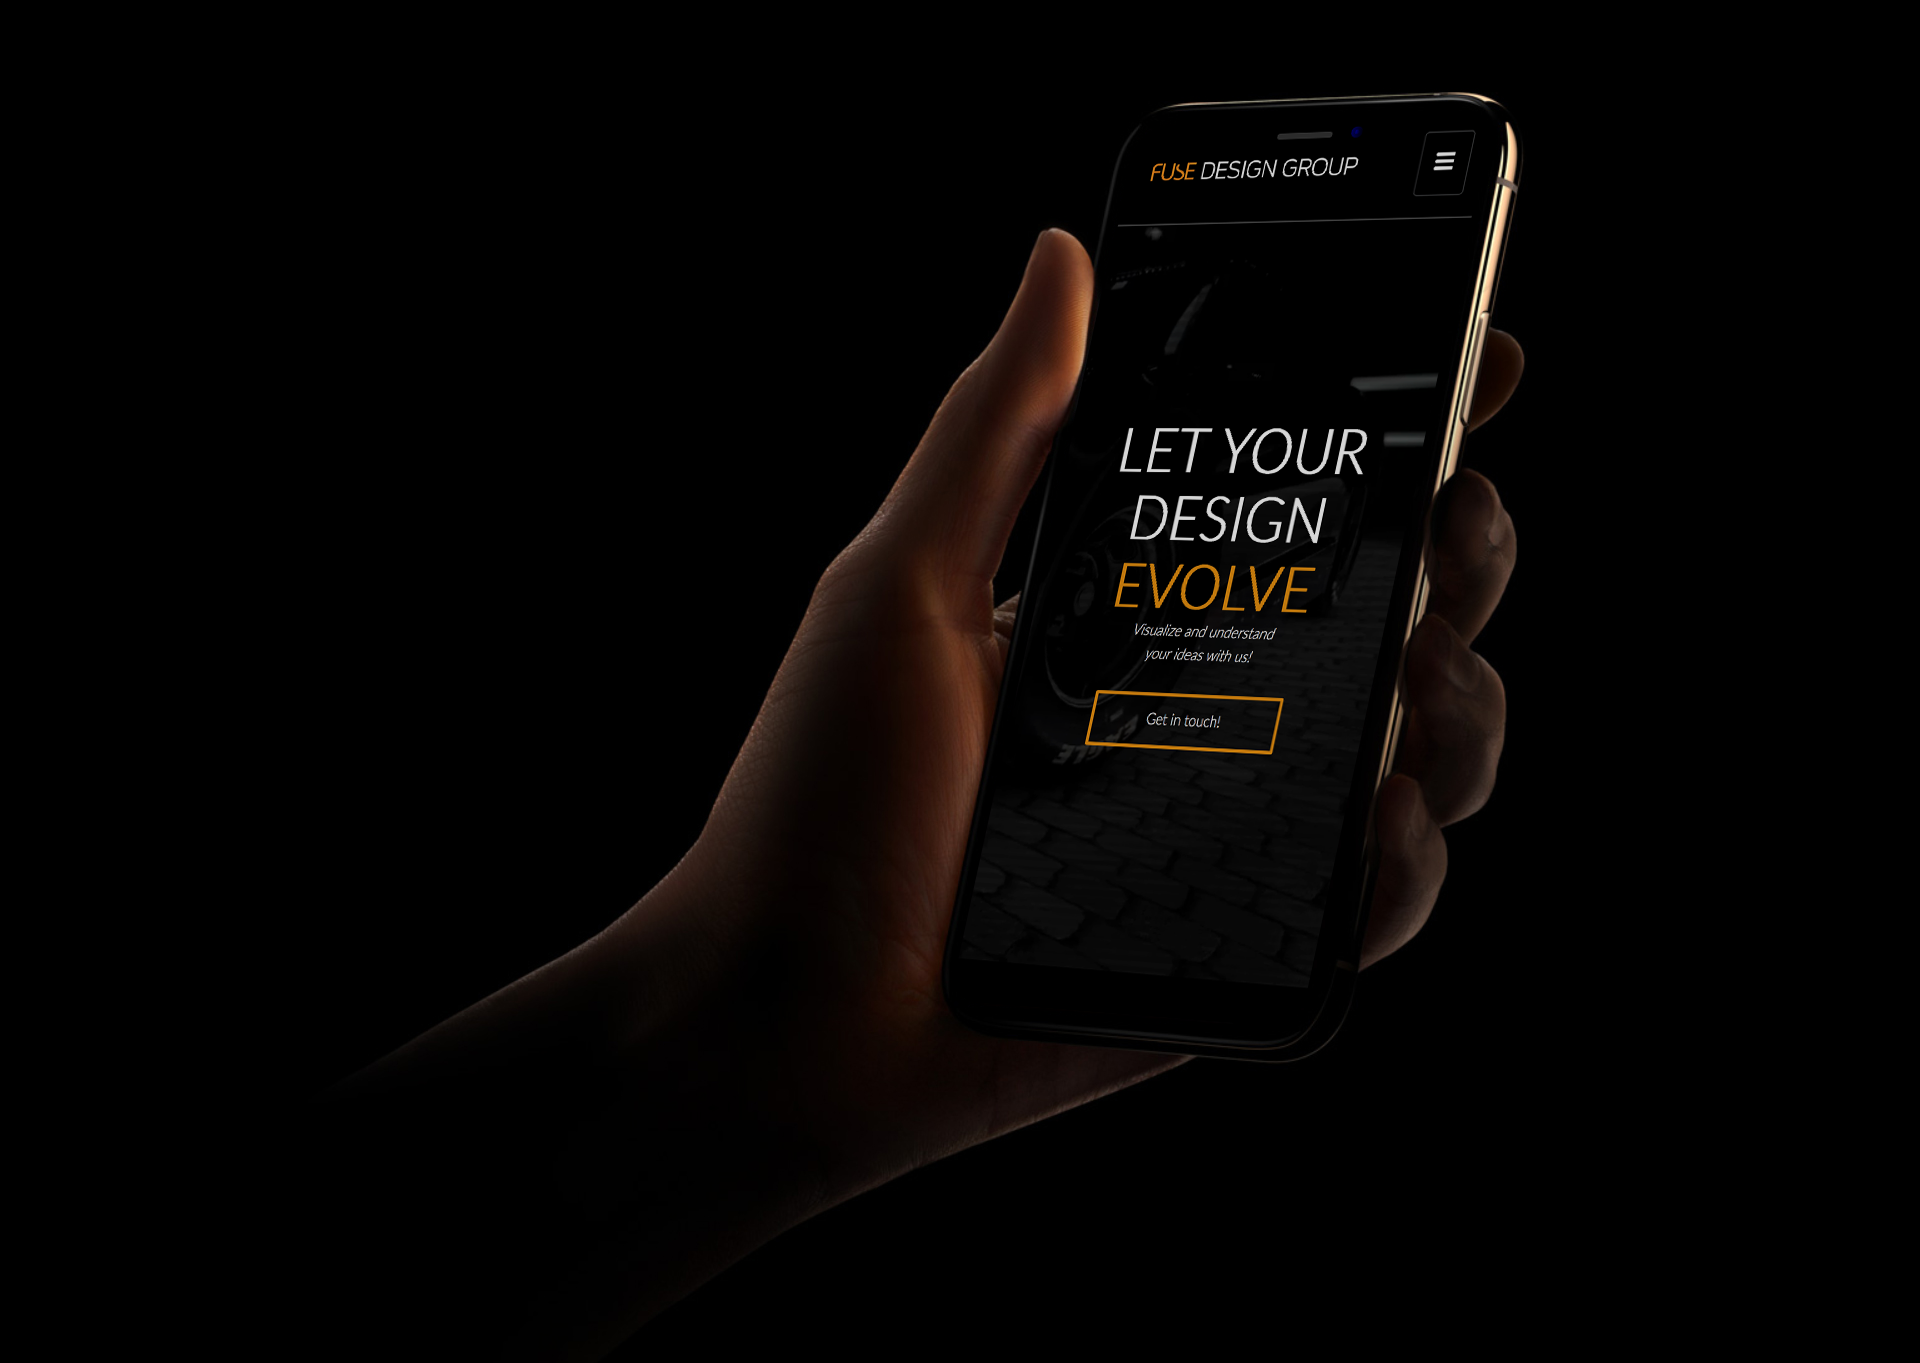 FUSE DESIGN GROUP
LET YOUR
DESIGN
EVOLVE
Visualize and understand
your ideas with us!
Get in touch!